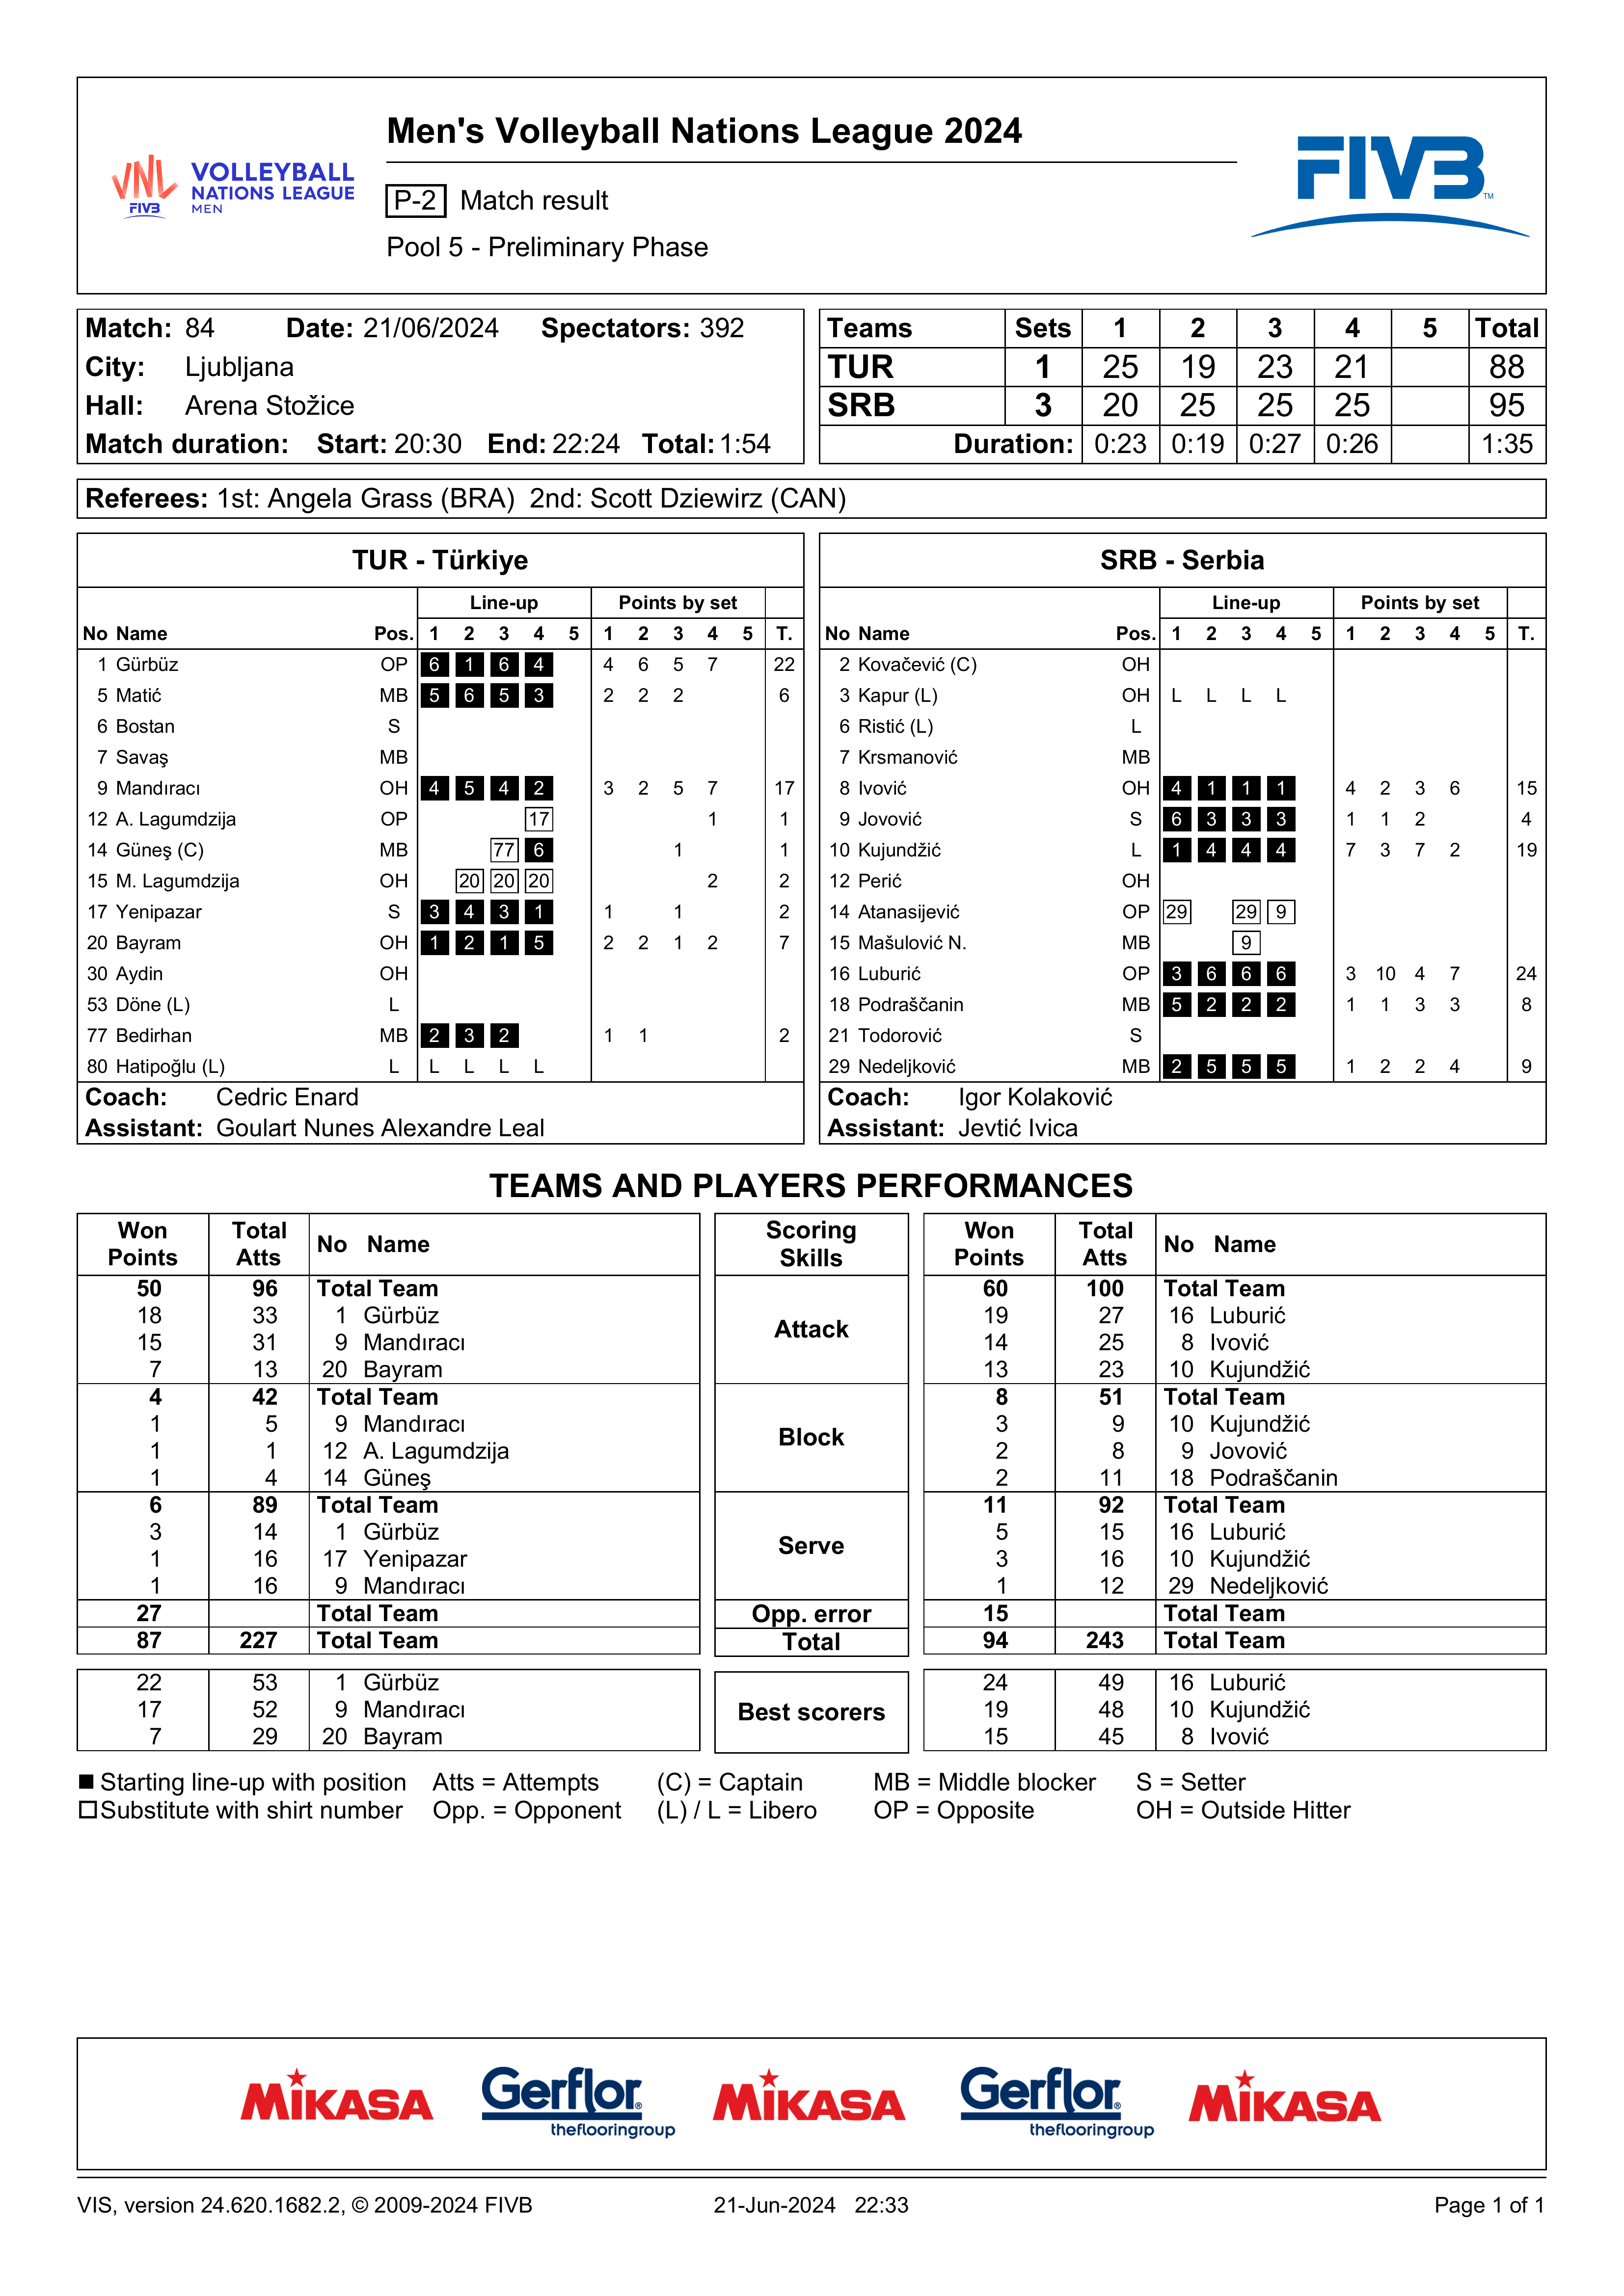 Men's Volleyball Nations League 2024
VNL FIVB VOLLEYBALL NATIONS LEAGUE MEN
P-2 Match result
Pool 5 - Preliminary Phase
FIVB TM
Match: 84 Date: 21/06/2024 Spectators: 392
City: Ljubljana
Hall: Arena Stožice
Match duration: Start: 20:30 End: 22:24 Total: 1:54
Teams Sets 1 2 3 4 5 Total
TUR 1 25 19 23 21 88
SRB 3 20 25 25 25 95
Duration: 0:23 0:19 0:27 0:26 1:35
Referees: 1st: Angela Grass (BRA) 2nd: Scott Dziewirz (CAN)
TUR - Türkiye
Line-up Points by set
No Name Pos. 1 2 3 4 5 1 2 3 4 5 T.
1 Gürbüz OP 6 1 6 4 4 6 5 7 22
5 Matić MB 5 6 5 3 2 2 2 6
6 Bostan S
7 Savaş MB
9 Mandıracı OH 4 5 4 2 3 2 5 7 17
12 A. Lagumdzija OP 17 1 1
14 Güneş (C) MB 77 6 1 1
15 M. Lagumdzija OH 20 20 20 2 2
17 Yenipazar S 3 4 3 1 1 1 2
20 Bayram OH 1 2 1 5 2 2 1 2 7
30 Aydin OH
53 Döne (L) L
77 Bedirhan MB 2 3 2 1 1 2
80 Hatipoğlu (L) L L L L L
Coach: Cedric Enard
Assistant: Goulart Nunes Alexandre Leal
SRB - Serbia
Line-up Points by set
No Name Pos. 1 2 3 4 5 1 2 3 4 5 T.
2 Kovačević (C) OH
3 Kapur (L) OH L L L L
6 Ristić (L) L
7 Krsmanović MB
8 Ivović OH 4 1 1 1 4 2 3 6 15
9 Jovović S 6 3 3 3 1 1 2 4
10 Kujundžić L 1 4 4 4 7 3 7 2 19
12 Perić OH
14 Atanasijević OP 29 29 9
15 Mašulović N. MB 9
16 Luburić OP 3 6 6 6 3 10 4 7 24
18 Podraščanin MB 5 2 2 2 1 1 3 3 8
21 Todorović S
29 Nedeljković MB 2 5 5 5 1 2 2 4 9
Coach: Igor Kolaković
Assistant: Jevtić Ivica
TEAMS AND PLAYERS PERFORMANCES
Won Points Total Atts No Name Scoring Skills Won Points Total Atts No Name
50 96 Total Team Attack 60 100 Total Team
18 33 1 Gürbüz 19 27 16 Luburić
15 31 9 Mandıracı 14 25 8 Ivović
7 13 20 Bayram 13 23 10 Kujundžić
4 42 Total Team Block 8 51 Total Team
1 5 9 Mandıracı 3 9 10 Kujundžić
1 1 12 A. Lagumdzija 2 8 9 Jovović
1 4 14 Güneş 2 11 18 Podraščanin
6 89 Total Team Serve 11 92 Total Team
3 14 1 Gürbüz 5 15 16 Luburić
1 16 17 Yenipazar 3 16 10 Kujundžić
1 16 9 Mandıracı 1 12 29 Nedeljković
27 Total Team Opp. error 15 Total Team
87 227 Total Team Total 94 243 Total Team
22 53 1 Gürbüz Best scorers 24 49 16 Luburić
17 52 9 Mandıracı 19 48 10 Kujundžić
7 29 20 Bayram 15 45 8 Ivović
Starting line-up with position Atts = Attempts (C) = Captain MB = Middle blocker S = Setter
Substitute with shirt number Opp. = Opponent (L) / L = Libero OP = Opposite OH = Outside Hitter
MIKASA Gerflor® theflooringgroup MIKASA Gerflor® theflooringgroup MIKASA
VIS, version 24.620.1682.2, © 2009-2024 FIVB 21-Jun-2024 22:33 Page 1 of 1